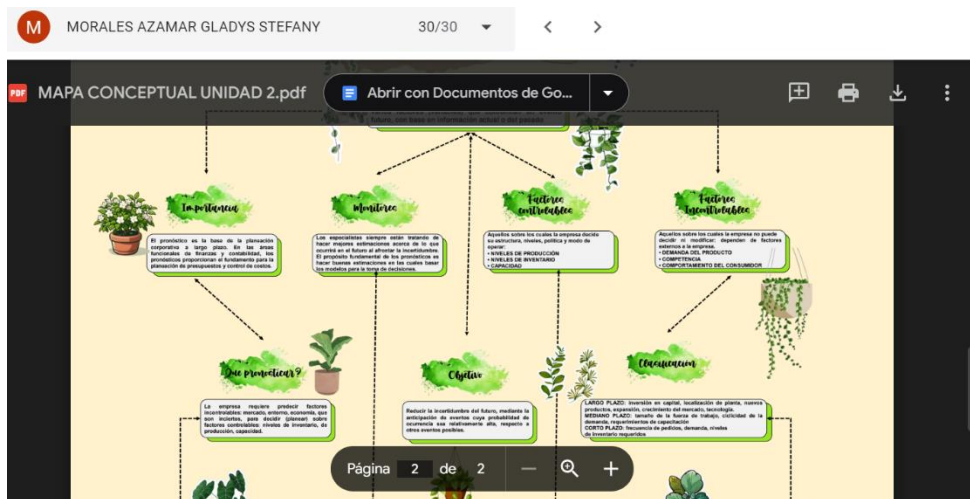 M MORALES AZAMAR GLADYS STEFANY 30/30
PDF MAPA CONCEPTUAL UNIDAD 2.pdf
Abrir con Documentos de Go...
futuro, con base en información actual o del pasado
Importancia
El pronóstico es la base de la planeación
corporativa a largo plazo. En las áreas
funcionales de finanzas y contabilidad, los
pronósticos proporcionan el fundamento para la
planeación de presupuestos y control de costos.
Monitoreo
Los especialistas siempre están tratando de
hacer mejores estimaciones acerca de lo que
ocurrirá en el futuro al afrontar la incertidumbre.
El propósito fundamental de los pronósticos es
hacer buenas estimaciones en las cuales basar
los modelos para la toma de decisiones.
Factores
controlables
Aquellos sobre los cuales la empresa decide
su estructura, niveles, política y modo de
operar:
• NIVELES DE PRODUCCIÓN
• NIVELES DE INVENTARIO
• CAPACIDAD
Factores
Incontrolables
Aquellos sobre los cuales la empresa no puede
decidir ni modificar: dependen de factores
externos a la empresa.
• DEMANDA DEL PRODUCTO
• COMPETENCIA
• COMPORTAMIENTO DEL CONSUMIDOR
Que pronósticar?
La empresa requiere predecir factores
incontrolables: mercado, entorno, economía, que
son inciertos, para decidir (planear) sobre
factores controlables: niveles de inventario, de
producción, capacidad.
Objetivo
Reducir la incertidumbre del futuro, mediante la
anticipación de eventos cuya probabilidad de
ocurrencia sea relativamente alta, respecto a
otros eventos posibles.
Clasificación
LARGO PLAZO: inversión en capital, localización de planta, nuevos
productos, expansión, crecimiento del mercado, tecnología.
MEDIANO PLAZO: tamaño de la fuerza de trabajo, ciclicidad de la
demanda, requerimientos de capacitación
CORTO PLAZO: frecuencia de pedidos, demanda, niveles
de inventario requeridos
Página 2 de 2